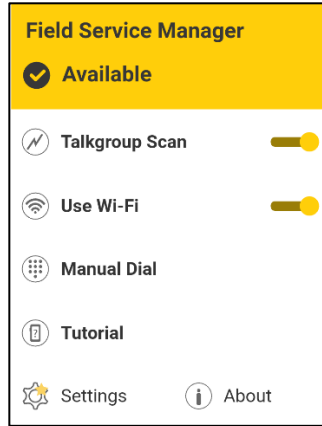 Field Service Manager
Available
Talkgroup Scan
Use Wi-Fi
Manual Dial
Tutorial
Settings About